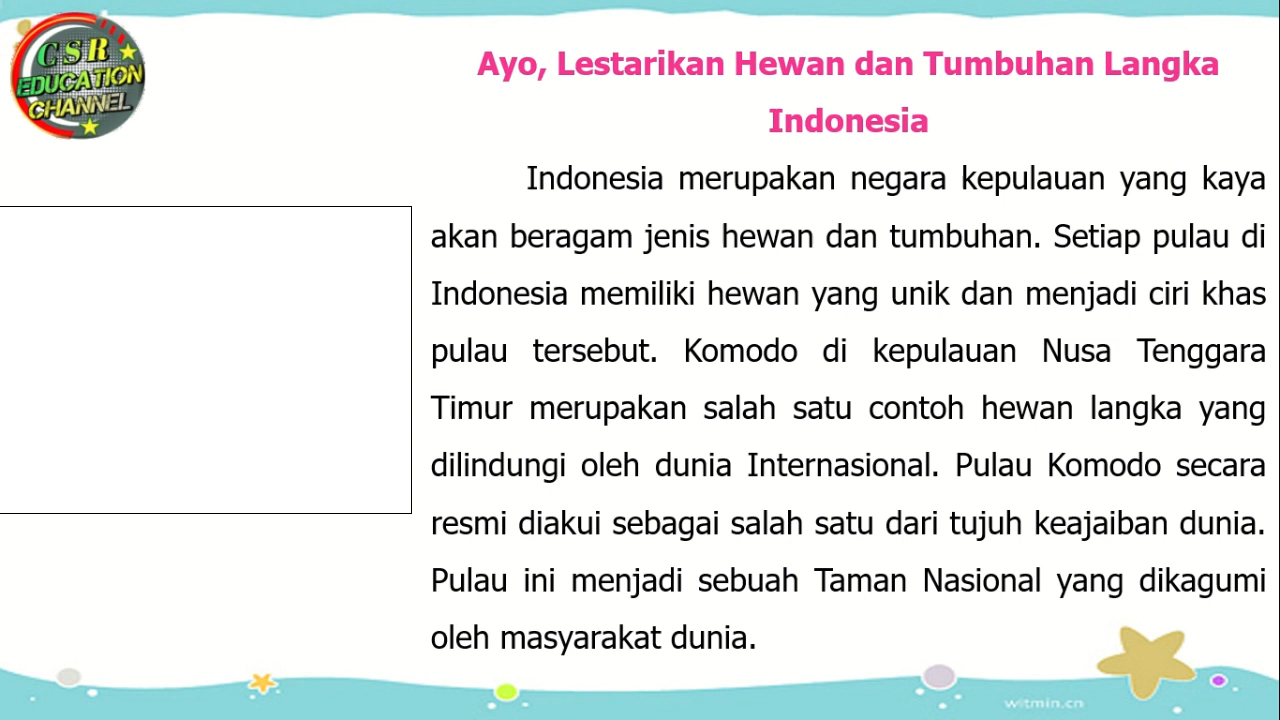 CSR
EDUCATION
CHANNEL
Ayo, Lestarikan Hewan dan Tumbuhan Langka
Indonesia
Indonesia merupakan negara kepulauan yang kaya
akan beragam jenis hewan dan tumbuhan. Setiap pulau di
Indonesia memiliki hewan yang unik dan menjadi ciri khas
pulau tersebut. Komodo di kepulauan Nusa Tenggara
Timur merupakan salah satu contoh hewan langka yang
dilindungi oleh dunia Internasional. Pulau Komodo secara
resmi diakui sebagai salah satu dari tujuh keajaiban dunia.
Pulau ini menjadi sebuah Taman Nasional yang dikagumi
oleh masyarakat dunia.
witmin.cn